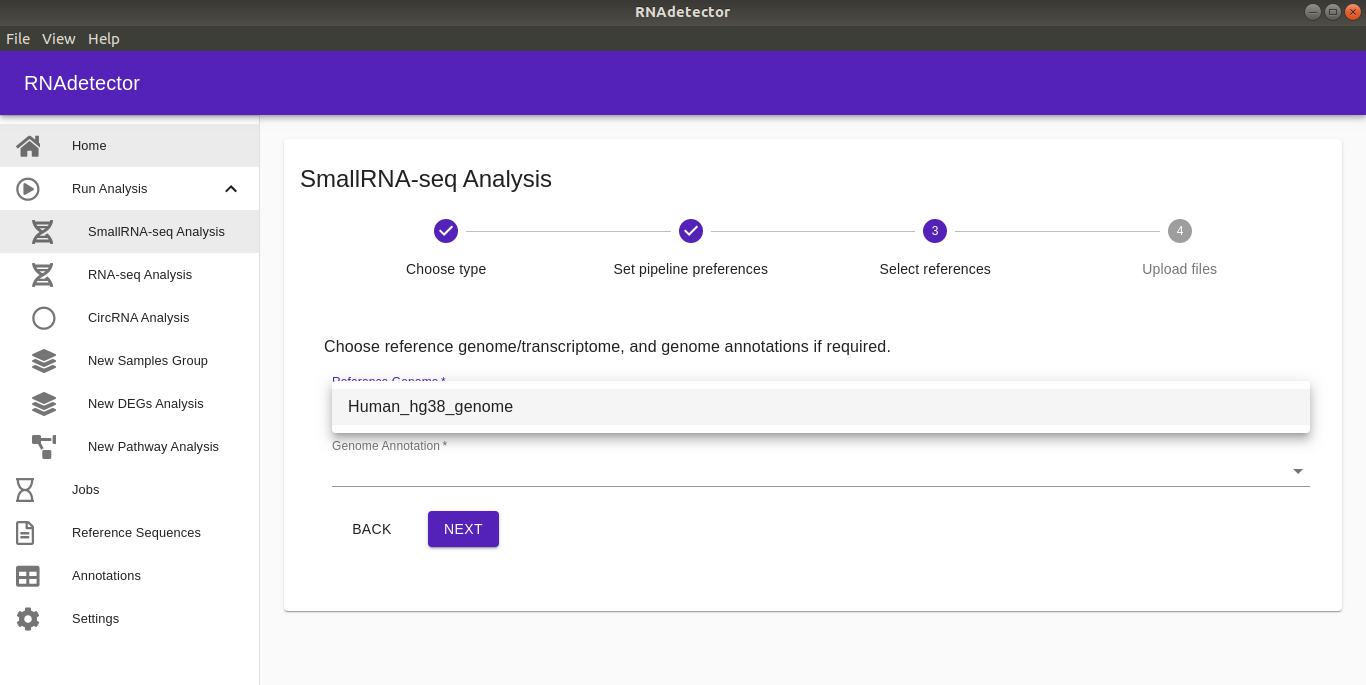 RNAdetector
File View Help
RNAdetector
Home
Run Analysis
SmallRNA-seq Analysis
RNA-seq Analysis
CircRNA Analysis
New Samples Group
New DEGs Analysis
New Pathway Analysis
Jobs
Reference Sequences
Annotations
Settings
SmallRNA-seq Analysis
3
4
Choose type
Set pipeline preferences
Select references
Upload files
Choose reference genome/transcriptome, and genome annotations if required.
Reference Genome *
Human_hg38_genome
Genome Annotation *
BACK
NEXT